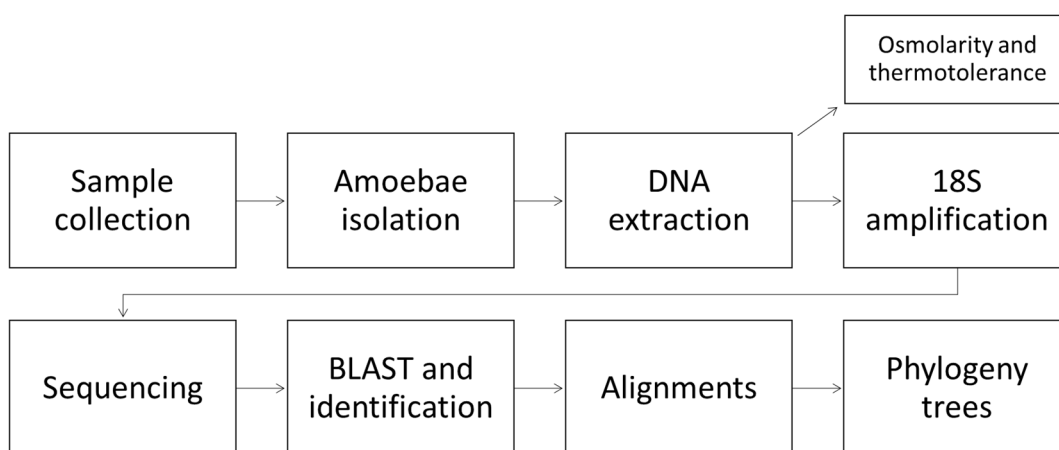 Osmolarity and
thermotolerance
Sample
collection
Amoebae
isolation
DNA
extraction
18S
amplification
Sequencing
BLAST and
identification
Alignments
Phylogeny
trees